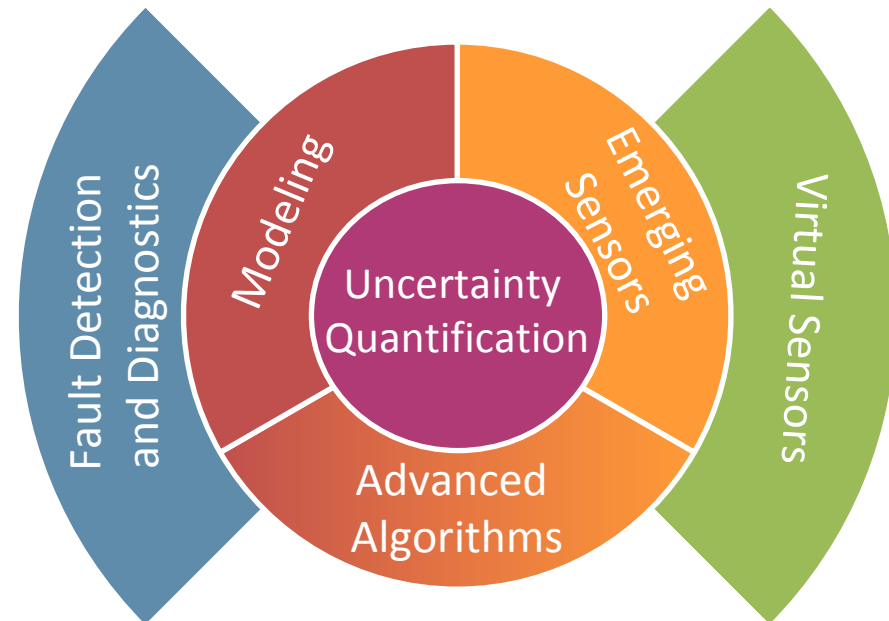 Fault Detection
and Diagnostics
Modeling
Uncertainty
Quantification
Emerging
Sensors
Advanced
Algorithms
Virtual Sensors